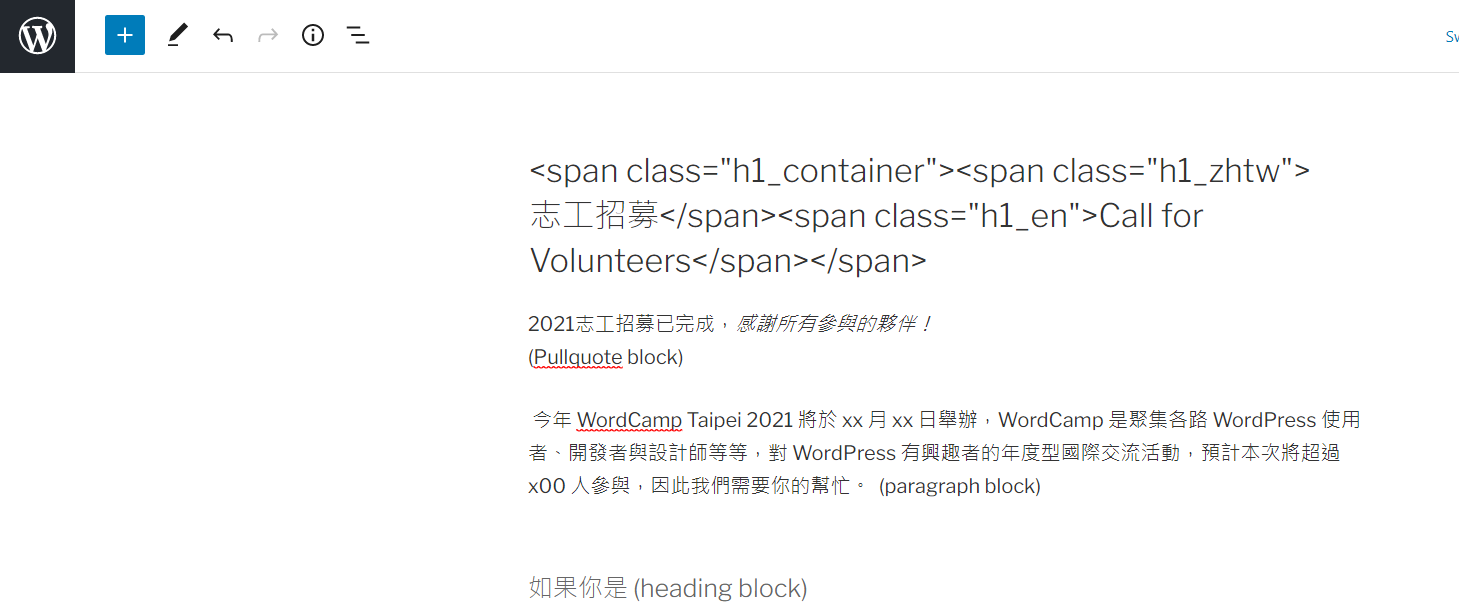 Sw
<span class="h1_container"><span class="h1_zhtw">
志工招募</span><span class="h1_en">Call for
Volunteers</span></span>
2021志工招募已完成，感謝所有參與的夥伴！
(Pullquote block)
今年 WordCamp Taipei 2021 將於 xx 月 xx 日舉辦，WordCamp 是聚集各路 WordPress 使用
者、開發者與設計師等等，對 WordPress 有興趣者的年度型國際交流活動，預計本次將超過
x00 人參與，因此我們需要你的幫忙。 (paragraph block)
如果你是 (heading block)